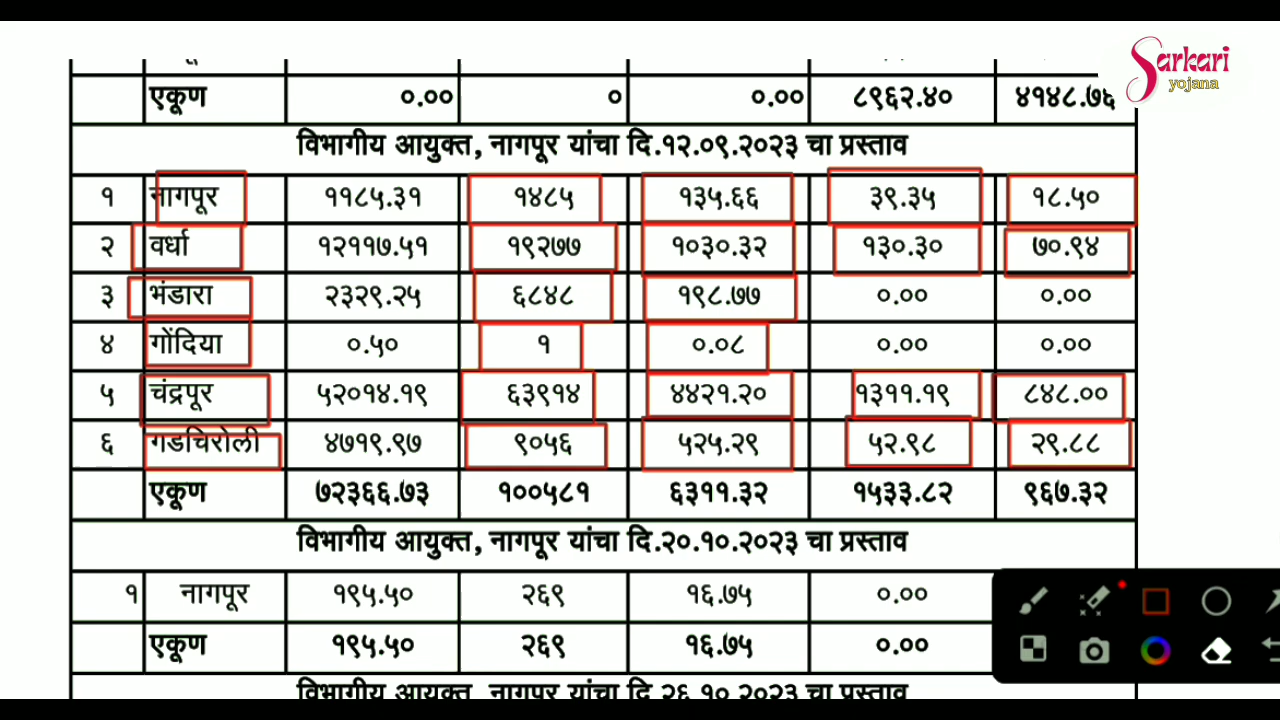 Sarkari
yojana
एकूण ०.०० ० ०.०० ८९६२.४० ४१४८.७६
विभागीय आयुक्त, नागपूर यांचा दि.१२.०९.२०२३ चा प्रस्ताव
१ नागपूर ११८५.३१ १४८५ १३५.६६ ३९.३५ १८.५०
२ वर्धा १२११७.५१ १९२७७ १०३०.३२ १३०.३० ७०.९४
३ भंडारा २३२९.२५ ६८४८ १९८.७७ ०.०० ०.००
४ गोंदिया ०.५० १ ०.०८ ०.०० ०.००
५ चंद्रपूर ५२०१४.१९ ६३९१४ ४४२१.२० १३११.१९ ८४८.००
६ गडचिरोली ४७१९.९७ ९०५६ ५२५.२९ ५२.९८ २९.८८
एकूण ७२३६६.७३ १००५८१ ६३११.३२ १५३३.८२ ९६७.३२
विभागीय आयुक्त, नागपूर यांचा दि.२०.१०.२०२३ चा प्रस्ताव
१ नागपूर १९५.५० २६९ १६.७५ ०.००
एकूण १९५.५० २६९ १६.७५ ०.००
विभागीय आयुक्त, नागपूर यांचा दि.२६.१०.२०२३ चा प्रस्ताव